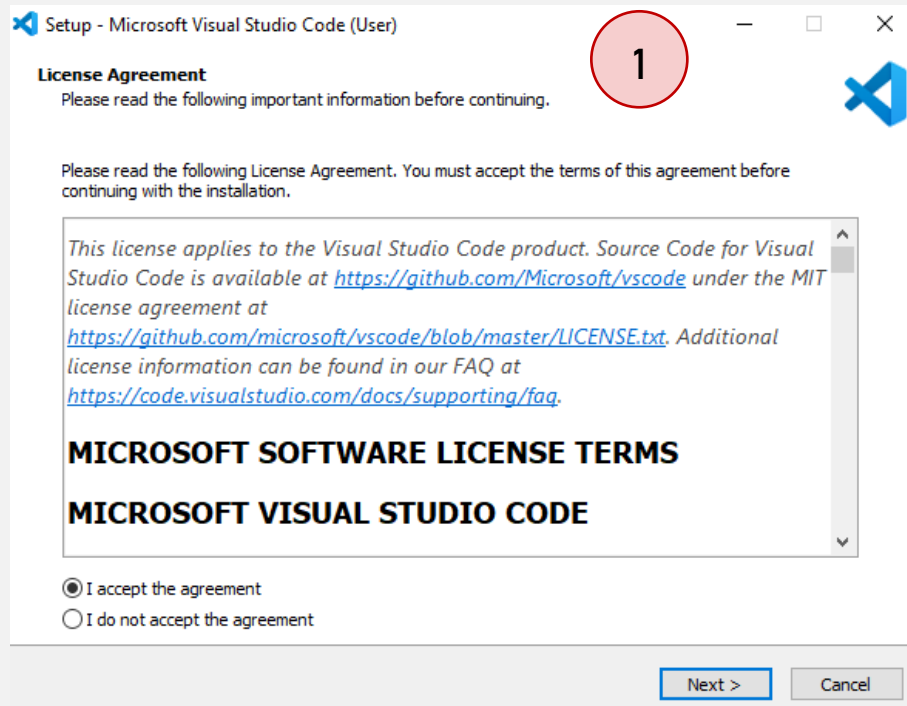 Setup - Microsoft Visual Studio Code (User)
1
License Agreement
Please read the following important information before continuing.
Please read the following License Agreement. You must accept the terms of this agreement before
continuing with the installation.
This license applies to the Visual Studio Code product. Source Code for Visual
Studio Code is available at https://github.com/Microsoft/vscode under the MIT
license agreement at
https://github.com/microsoft/vscode/blob/master/LICENSE.txt. Additional
license information can be found in our FAQ at
https://code.visualstudio.com/docs/supporting/faq.
MICROSOFT SOFTWARE LICENSE TERMS
MICROSOFT VISUAL STUDIO CODE
I accept the agreement
I do not accept the agreement
Next >
Cancel